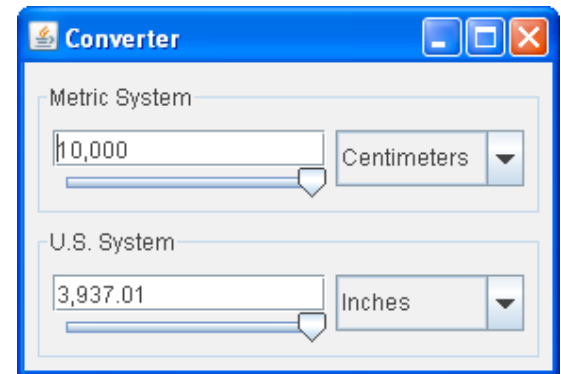 Converter
Metric System
10,000
Centimeters
U.S. System
3,937.01
Inches